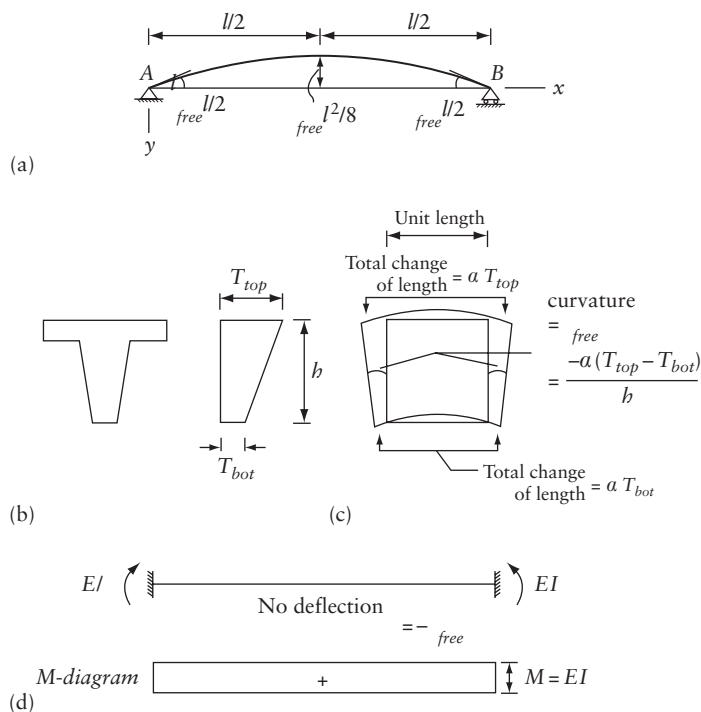 l/2 l/2
A B
x
free l/2 free l²/8 free l/2
y
(a)
Unit length
T_top
Total change
of length = α T_top
curvature
= free
h
= −α (T_top − T_bot)
h
T_bot
Total change
of length = α T_bot
(b) (c)
E/ EI
No deflection
= − free
M-diagram + M = EI
(d)